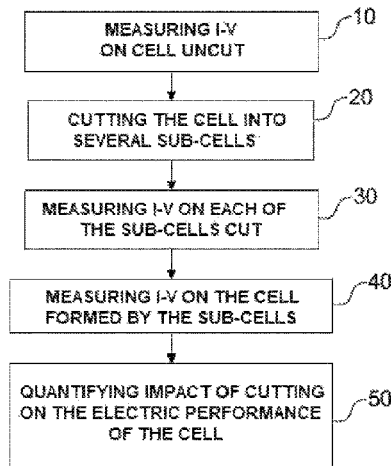 MEASURING I-V
ON CELL UNCUT
10
CUTTING THE CELL INTO
SEVERAL SUB-CELLS
20
MEASURING I-V ON EACH OF
THE SUB-CELLS CUT
30
MEASURING I-V ON THE CELL
FORMED BY THE SUB-CELLS
40
QUANTIFYING IMPACT OF CUTTING
ON THE ELECTRIC PERFORMANCE
OF THE CELL
50